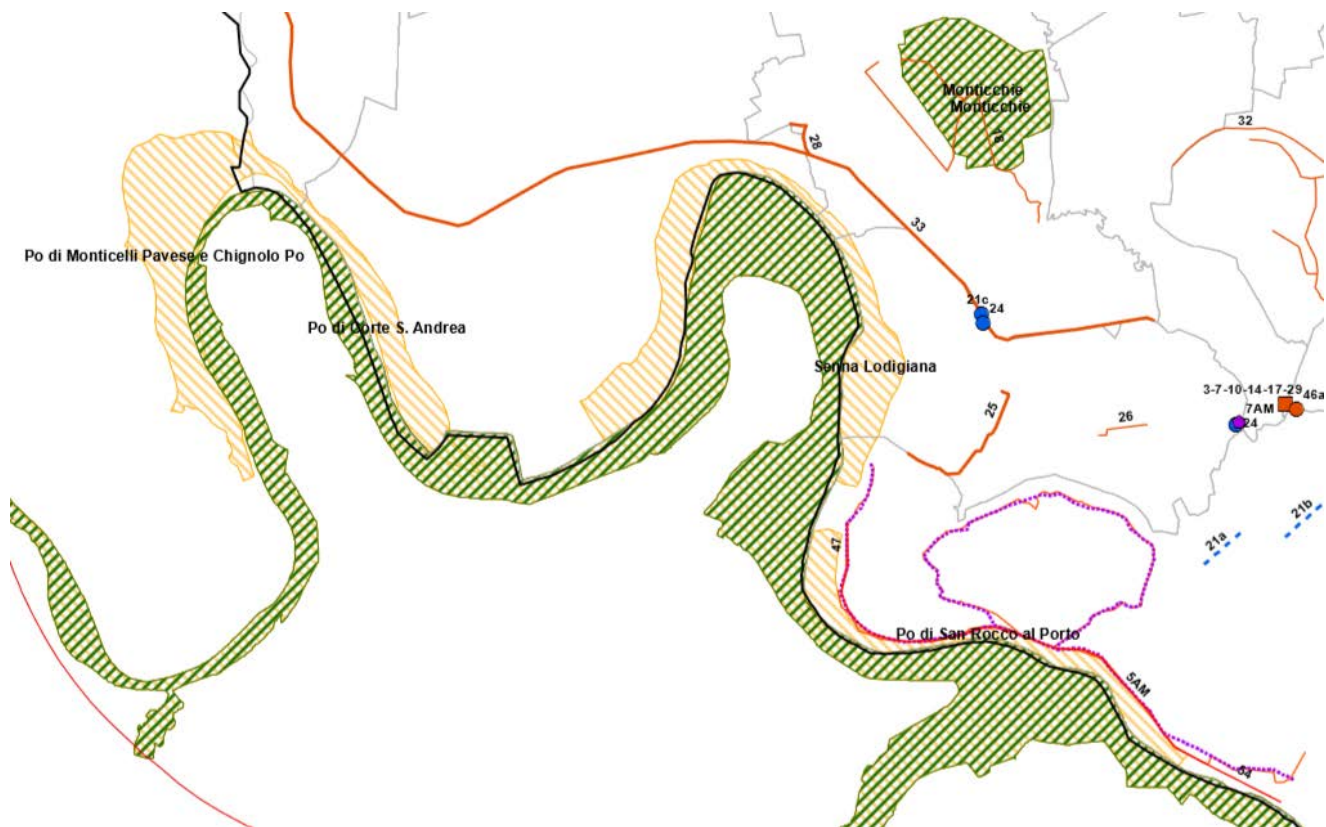 Monticchie
Monticchie
32
28
18
33
Po di Monticelli Pavese e Chignolo Po
21c
24
Po di Corte S. Andrea
Senna Lodigiana
3-7-10-14-17-29
46a
25
26
7AM
24
21b
21a
47
Po di San Rocco al Porto
5AM
54